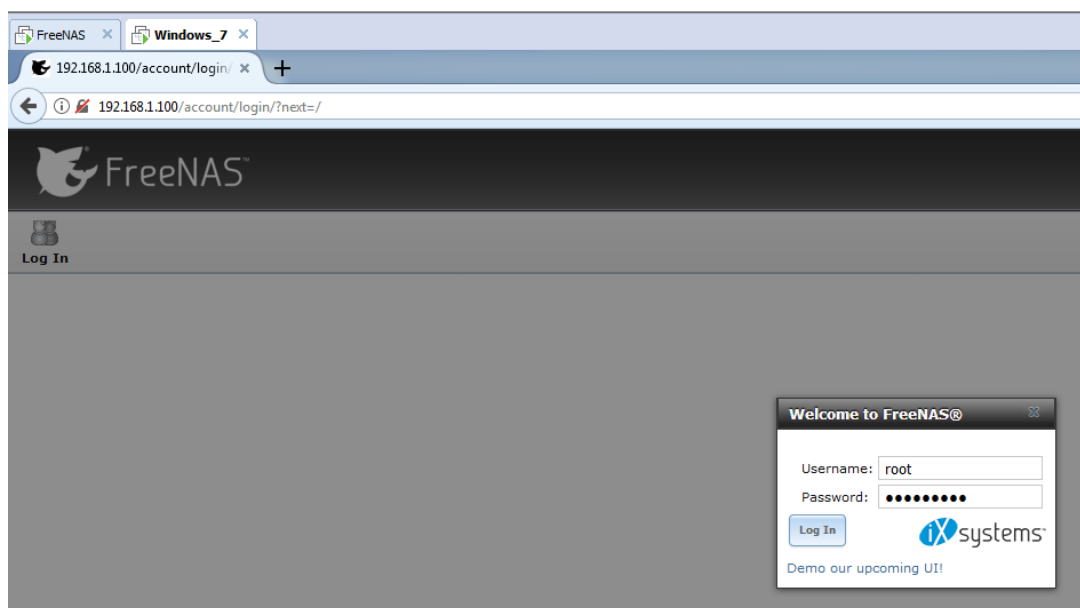 FreeNAS Windows_7
192.168.1.100/account/login/
192.168.1.100/account/login/?next=/
FreeNAS™
Log In
Welcome to FreeNAS®
Username: root
Password: •••••••••
Log In
iXsystems™
Demo our upcoming UI!